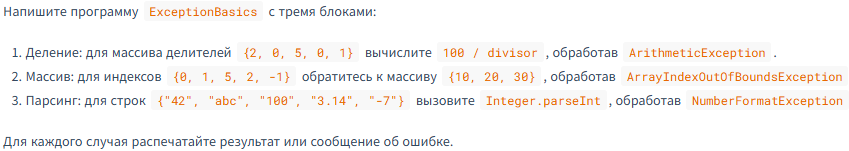 Напишите программу ExceptionBasics с тремя блоками:
1. Деление: для массива делителей {2, 0, 5, 0, 1} вычислите 100 / divisor , обработав ArithmeticException .
2. Массив: для индексов {0, 1, 5, 2, -1} обратитесь к массиву {10, 20, 30} , обработав ArrayIndexOutOfBoundsException
3. Парсинг: для строк {"42", "abc", "100", "3.14", "-7"} вызовите Integer.parseInt , обработав NumberFormatException
Для каждого случая распечатайте результат или сообщение об ошибке.